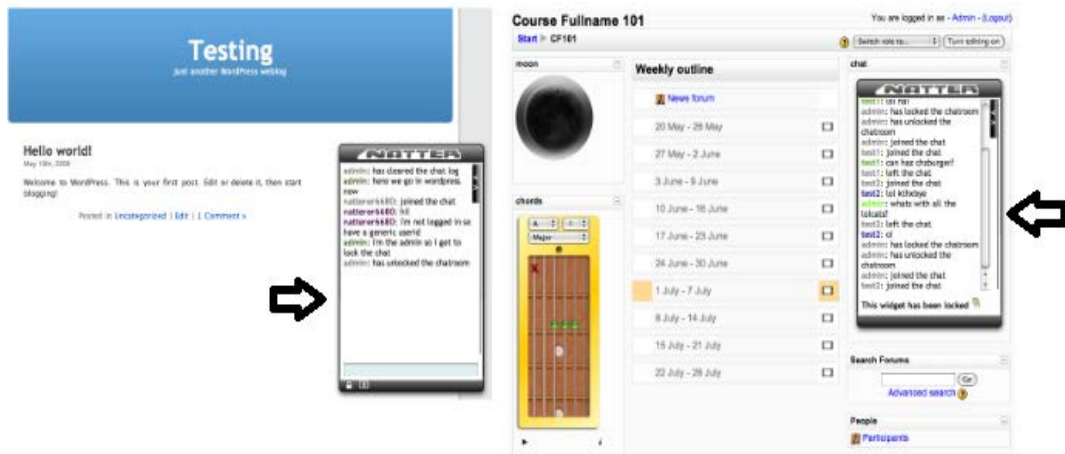 Testing
Just another WordPress weblog
Hello world!
May 18th, 2008
Welcome to WordPress. This is your first post. Edit or delete it, then start
blogging!
Posted in Uncategorized | Edit | 1 Comment »
NATTER
admin: has cleared the chat log
admin: here we go in wordpress
now
natterer6680: joined the chat
natterer6680: hi!
natterer6680: I'm not logged in so
have a generic userid
admin: I'm the admin so I get to
lock the chat
admin: has unlocked the chatroom
Course Fullname 101
You are logged in as - Admin - (Logout)
Start ► CF101
Switch role to...
Turn editing on
moon
chords
A
Major
X
Weekly outline
News forum
20 May - 26 May
27 May - 2 June
3 June - 9 June
10 June - 16 June
17 June - 23 June
24 June - 30 June
1 July - 7 July
8 July - 14 July
15 July - 21 July
22 July - 28 July
chat
NATTER
test1: lol ha!
admin: has locked the chatroom
admin: has unlocked the
chatroom
admin: joined the chat
test1: joined the chat
test1: can haz chzburger!
test1: left the chat
test2: joined the chat
test2: lol kthxbye
admin: whats with all the
lolcats?
test2: left the chat
test2: ol
admin: has locked the chatroom
admin: has unlocked the
chatroom
admin: joined the chat
test2: joined the chat
This widget has been locked
Search Forums
Go
Advanced search
People
Participants